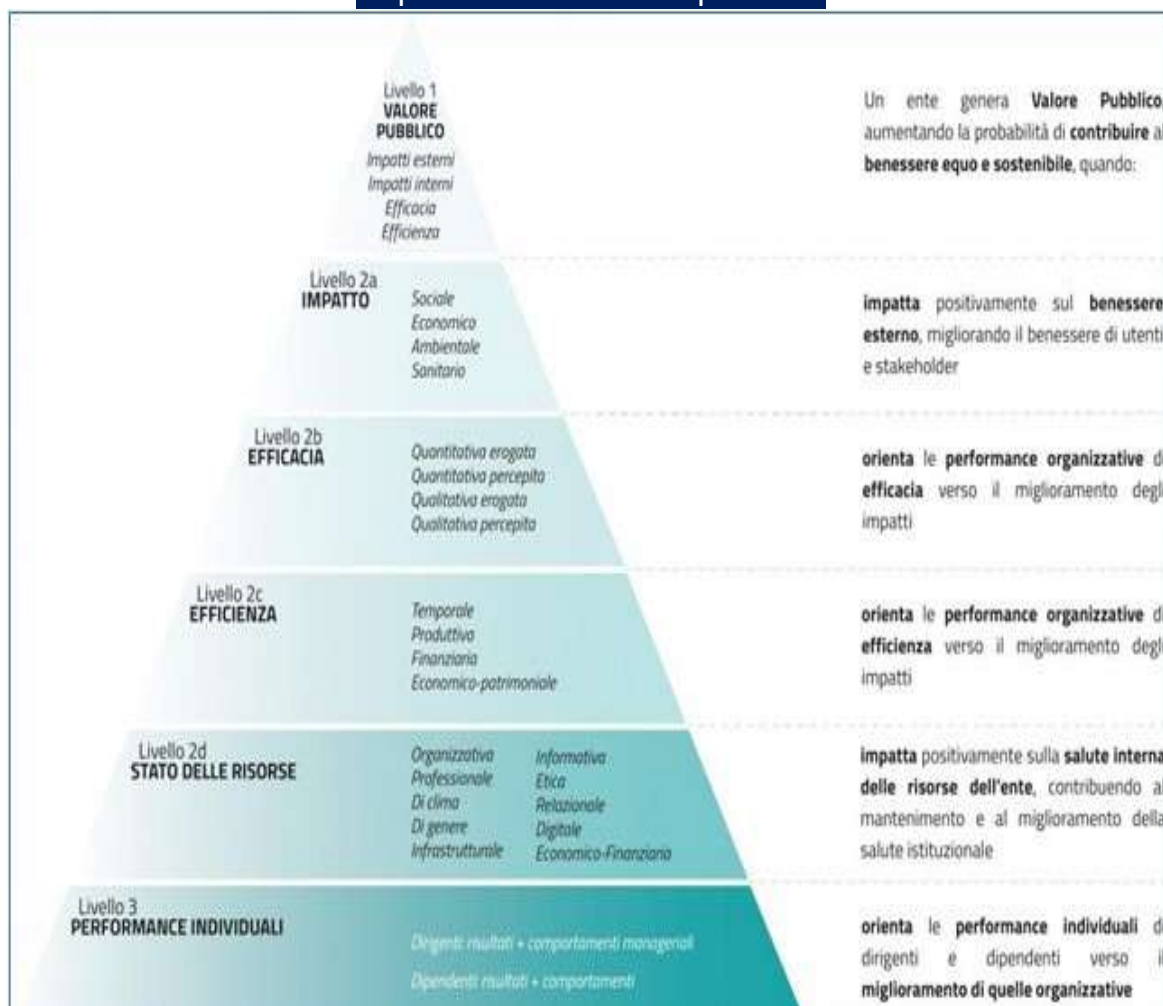 Livello 1
VALORE
PUBBLICO
Impatti esterni
Impatti interni
Efficacia
Efficienza
Un ente genera Valore Pubblico,
aumentando la probabilità di contribuire al
benessere equo e sostenibile, quando:
Livello 2a
IMPATTO
Sociale
Economico
Ambientale
Sanitario
impatta positivamente sul benessere
esterno, migliorando il benessere di utenti
e stakeholder
Livello 2b
EFFICACIA
Quantitativa erogata
Quantitativa percepita
Qualitativa erogata
Qualitativa percepita
orienta le performance organizzative di
efficacia verso il miglioramento degli
impatti
Livello 2c
EFFICIENZA
Temporale
Produttiva
Finanziaria
Economico-patrimoniale
orienta le performance organizzative di
efficienza verso il miglioramento degli
impatti
Livello 2d
STATO DELLE RISORSE
Organizzativa
Professionale
Di clima
Di genere
Infrastrutturale
Informativa
Etica
Relazionale
Digitale
Economico-Finanziaria
impatta positivamente sulla salute interna
delle risorse dell'ente, contribuendo al
mantenimento e al miglioramento della
salute istituzionale
Livello 3
PERFORMANCE INDIVIDUALI
Dirigenti: risultati + comportamenti manageriali
Dipendenti: risultati + comportamenti
orienta le performance individuali di
dirigenti e dipendenti verso il
miglioramento di quelle organizzative